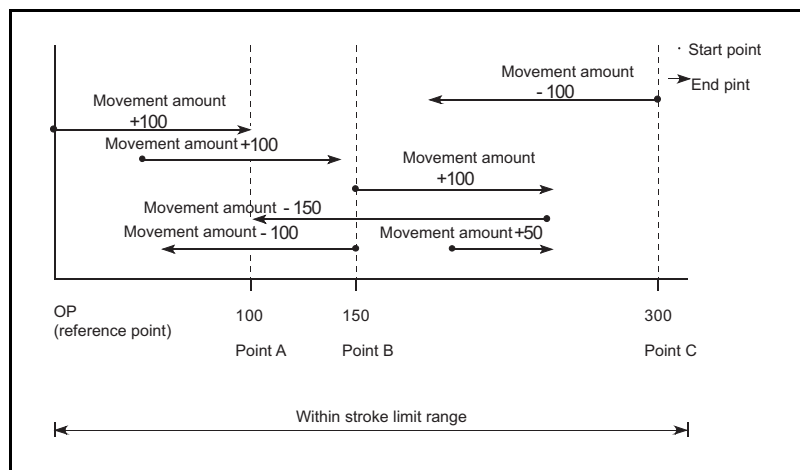 · Start point
Movement amount
- 100
End pint
Movement amount
+100
Movement amount +100
Movement amount
+100
Movement amount - 150
Movement amount - 100
Movement amount +50
OP
(reference point)
100
150
300
Point A
Point B
Point C
Within stroke limit range